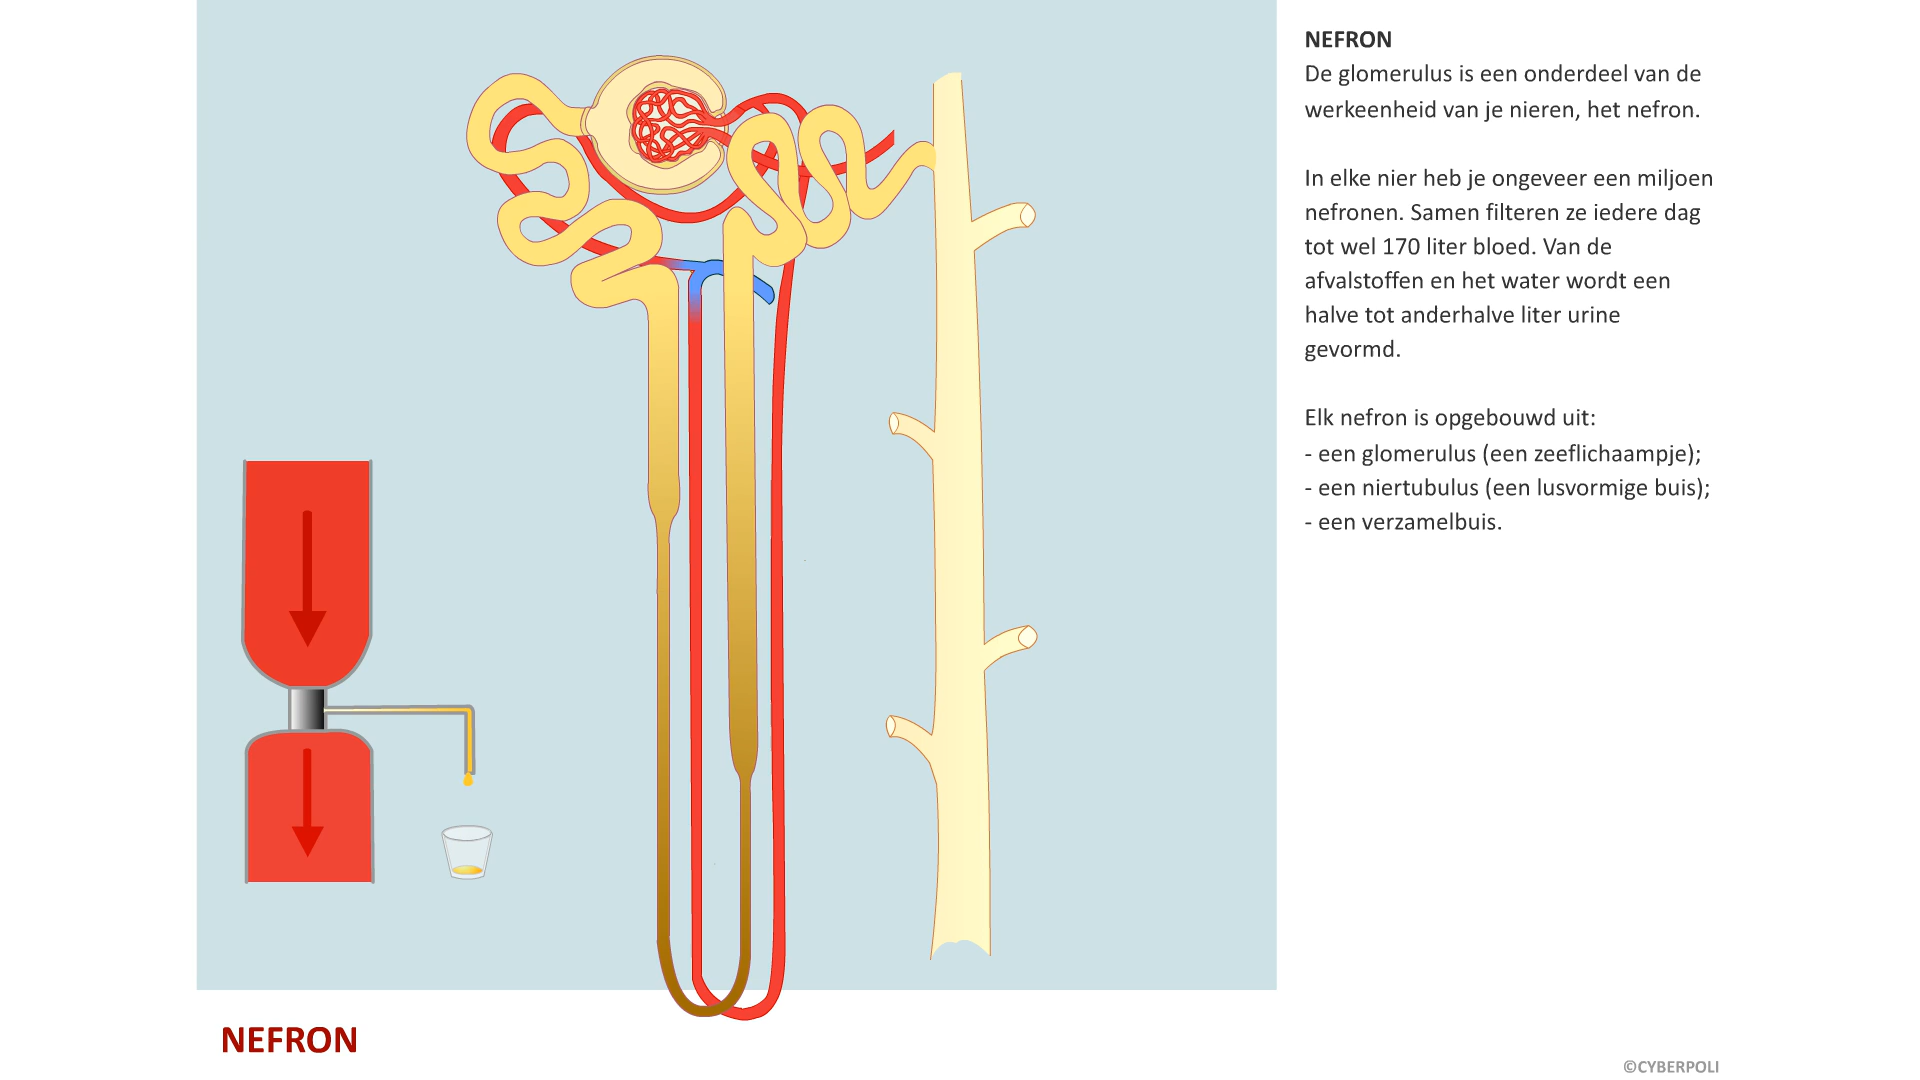 NEFRON
De glomerulus is een onderdeel van de
werkeenheid van je nieren, het nefron.
In elke nier heb je ongeveer een miljoen
nefronen. Samen filteren ze iedere dag
tot wel 170 liter bloed. Van de
afvalstoffen en het water wordt een
halve tot anderhalve liter urine
gevormd.
Elk nefron is opgebouwd uit:
- een glomerulus (een zeeflichaampje);
- een niertubulus (een lusvormige buis);
- een verzamelbuis.
NEFRON
©CYBERPOLI